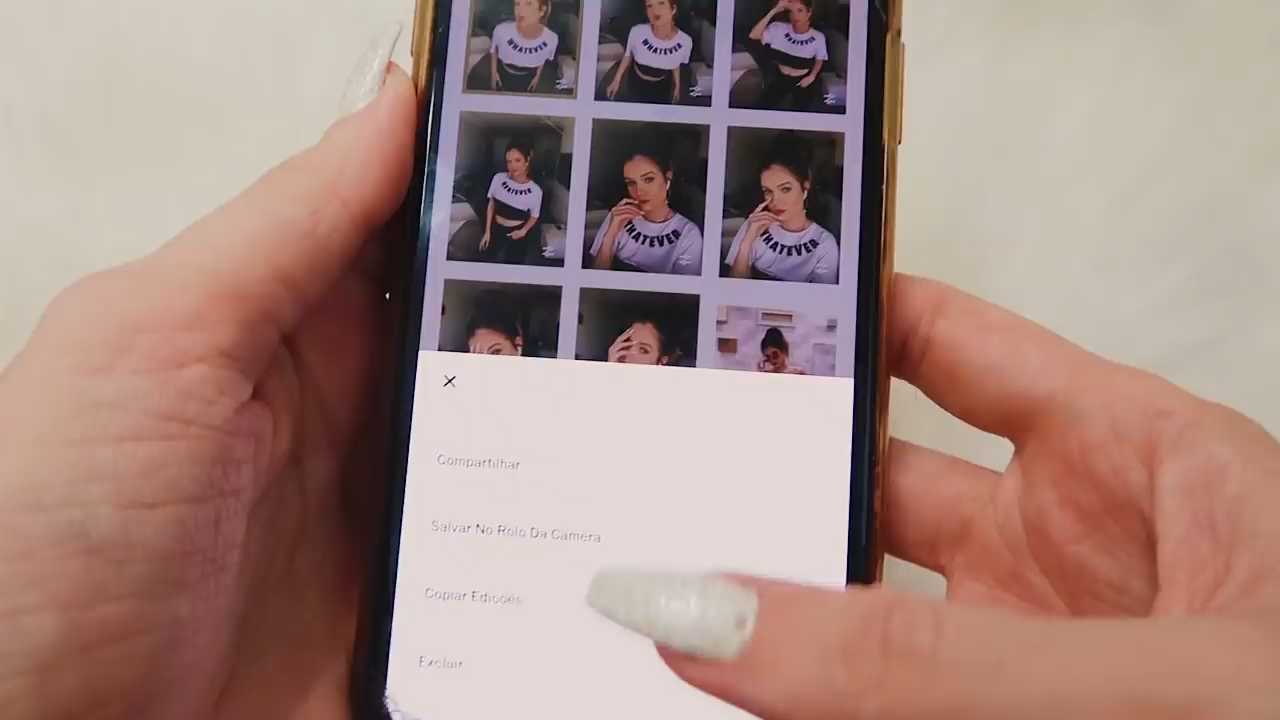 WHATEVER
WHATEVER
WHATEVER
WHATEVER
WHATEVER
WHATEVER
Compartilhar
Salvar No Rolo Da Câmera
Copiar Edições
Excluir